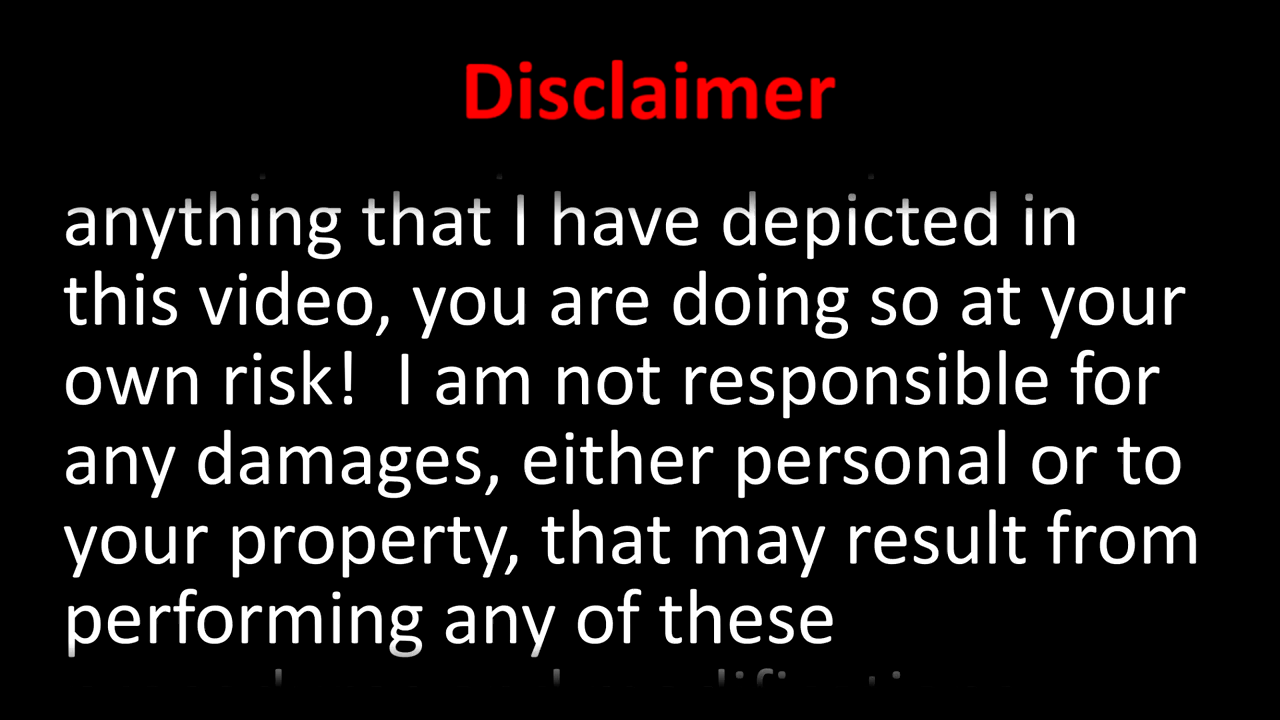 Disclaimer
anything that I have depicted in
this video, you are doing so at your
own risk!  I am not responsible for
any damages, either personal or to
your property, that may result from
performing any of these